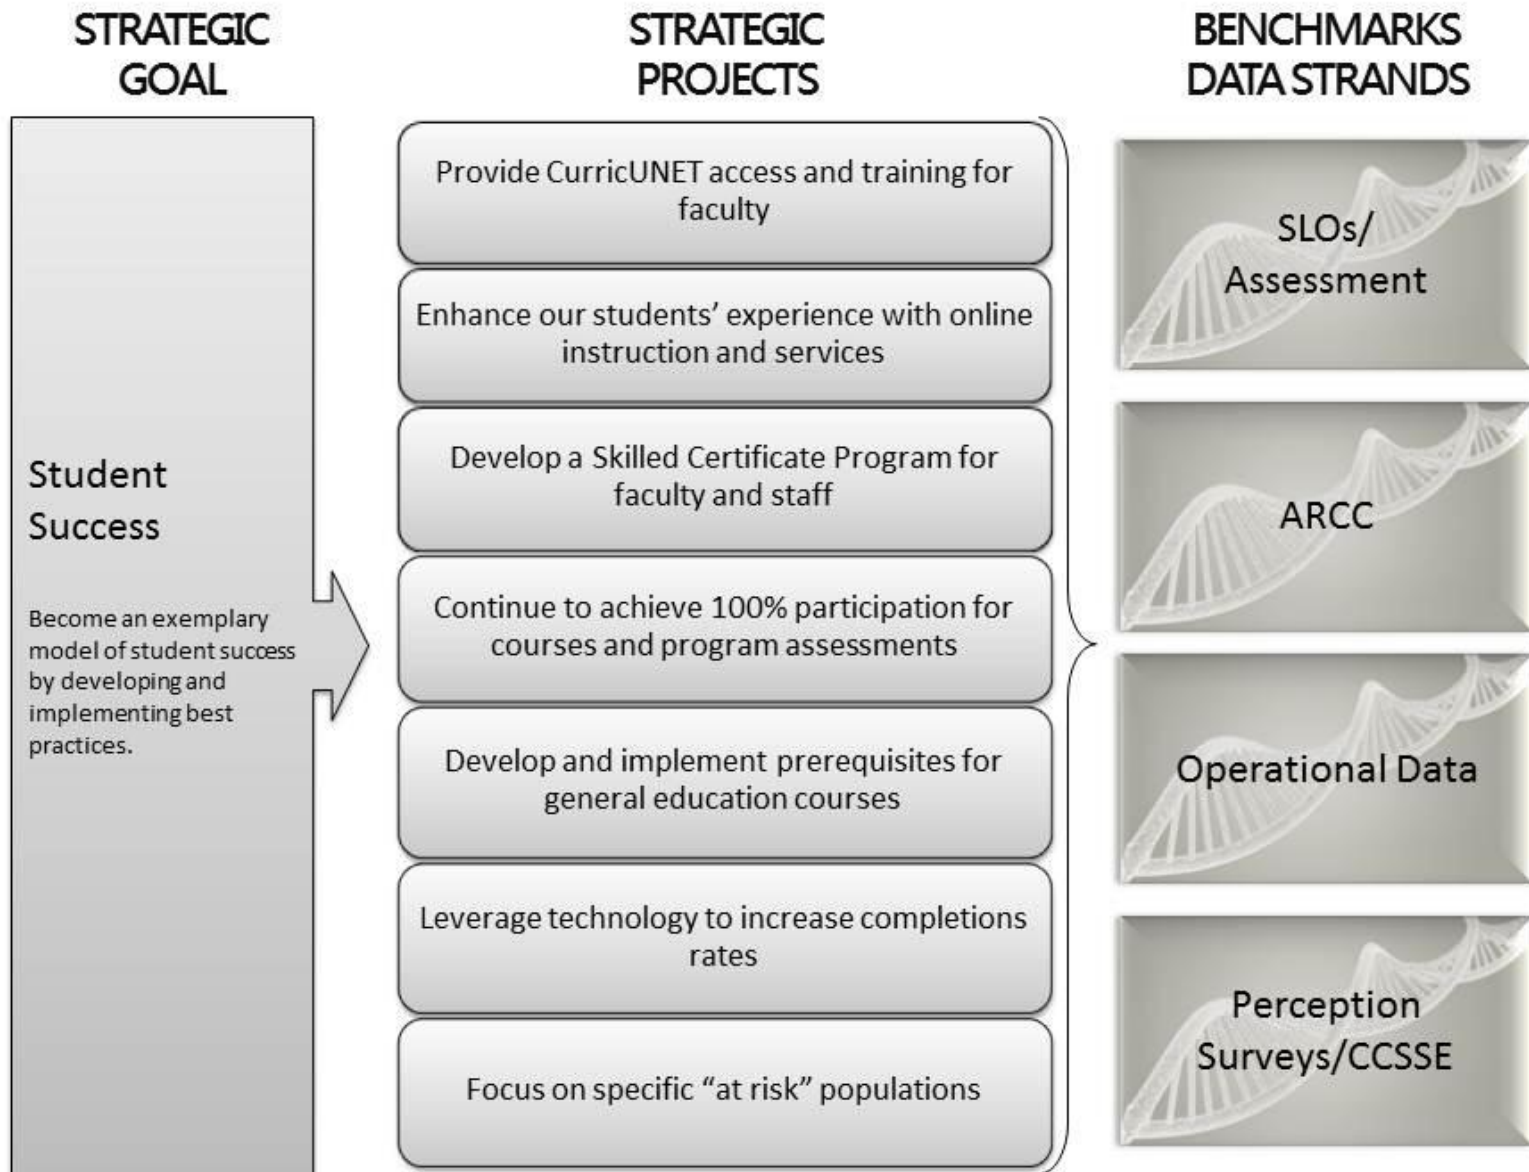 STRATEGIC
GOAL
STRATEGIC
PROJECTS
BENCHMARKS
DATA STRANDS
Student
Success
Become an exemplary
model of student success
by developing and
implementing best
practices.
Provide CurricUNET access and training for
faculty
Enhance our students’ experience with online
instruction and services
Develop a Skilled Certificate Program for
faculty and staff
Continue to achieve 100% participation for
courses and program assessments
Develop and implement prerequisites for
general education courses
Leverage technology to increase completions
rates
Focus on specific “at risk” populations
SLOs/
Assessment
ARCC
Operational Data
Perception
Surveys/CCSSE